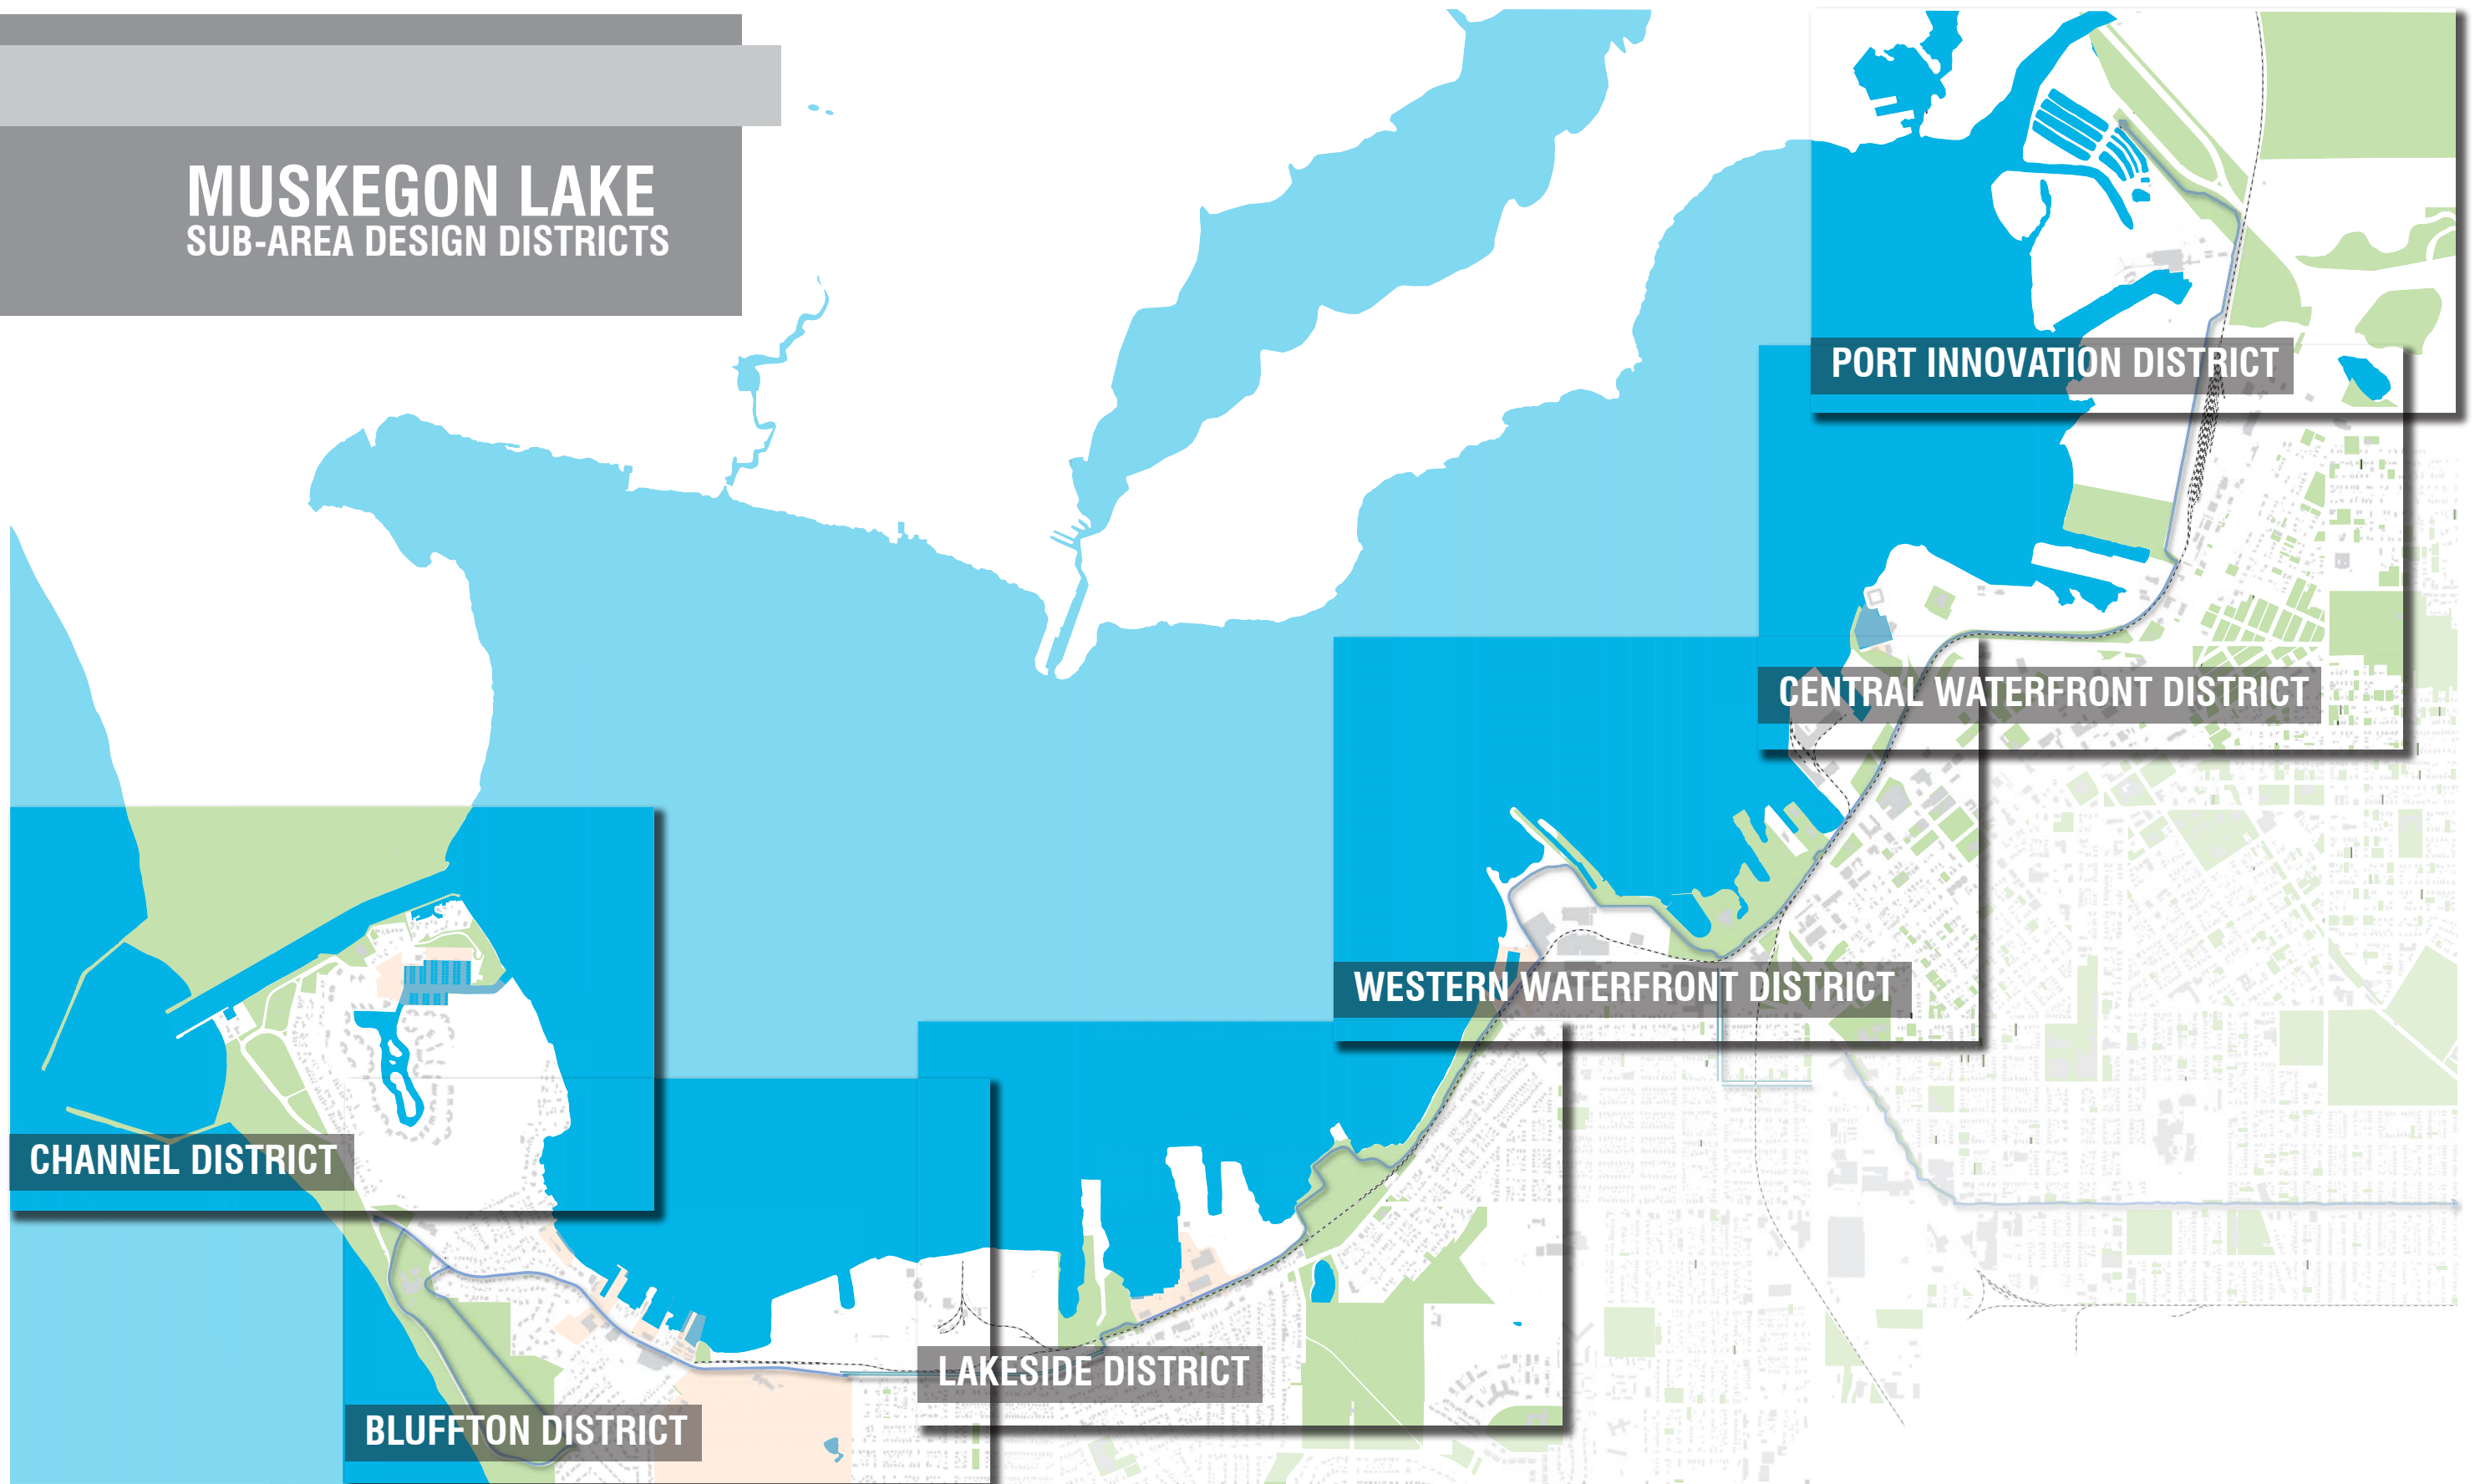 MUSKEGON LAKE
SUB-AREA DESIGN DISTRICTS
PORT INNOVATION DISTRICT
CENTRAL WATERFRONT DISTRICT
WESTERN WATERFRONT DISTRICT
CHANNEL DISTRICT
LAKESIDE DISTRICT
BLUFFTON DISTRICT